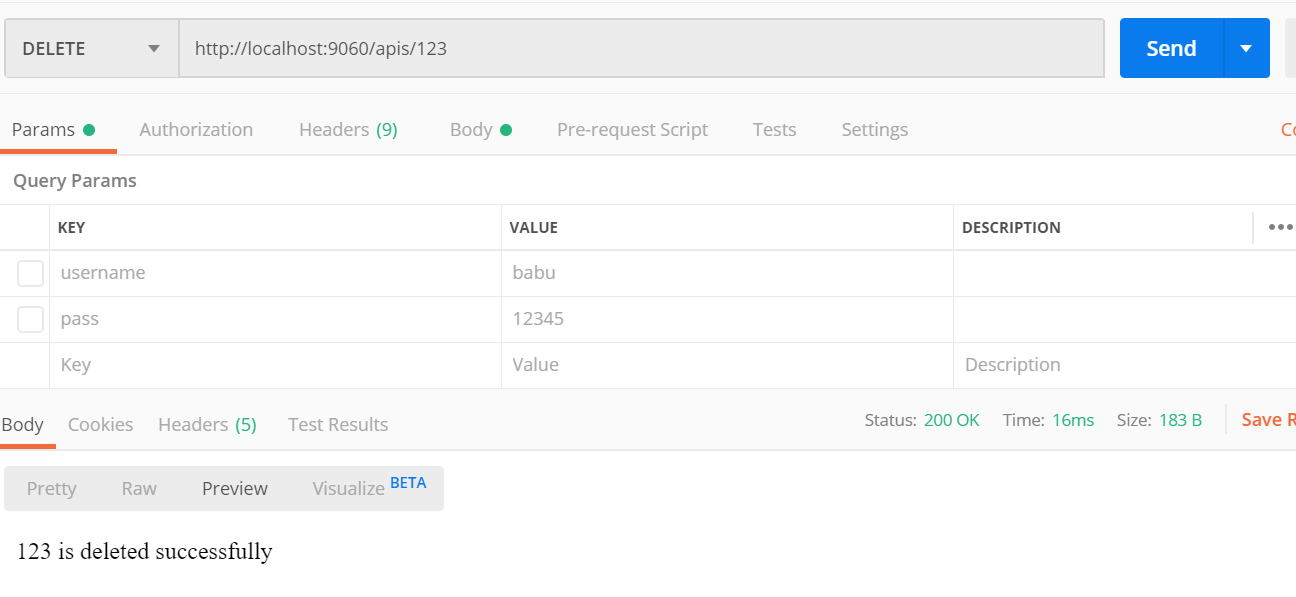 DELETE http://localhost:9060/apis/123 Send
Params Authorization Headers (9) Body Pre-request Script Tests Settings
Query Params
KEY VALUE DESCRIPTION
username babu
pass 12345
Key Value Description
Body Cookies Headers (5) Test Results Status: 200 OK Time: 16ms Size: 183 B Save
Pretty Raw Preview Visualize BETA
123 is deleted successfully